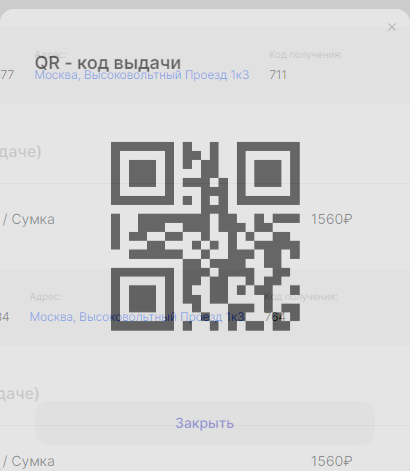 ×
Адрес:
Код получения:
QR - код выдачи
77
Москва, Высоковольтный Проезд 1к3
711
даче)
/ Сумка
1560₽
Адрес:
Код получения:
34
Москва, Высоковольтный Проезд 1к3
764
даче)
Закрыть
/ Сумка
1560₽